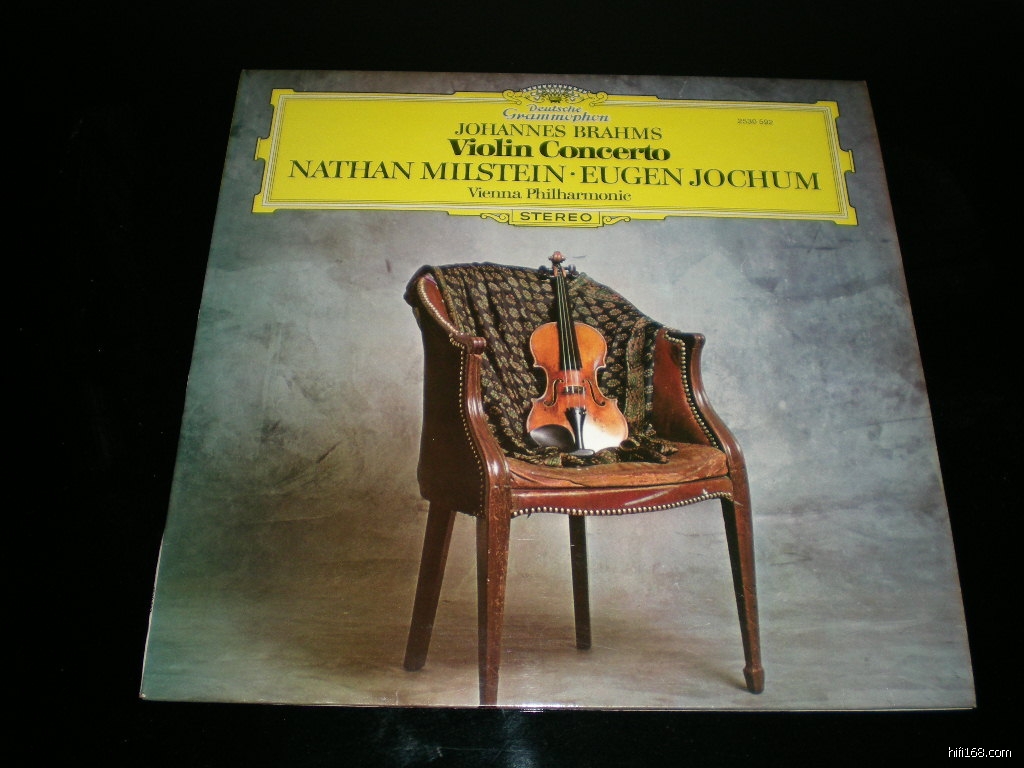 Deutsche
Grammophon
2530 592
JOHANNES BRAHMS
Violin Concerto
NATHAN MILSTEIN · EUGEN JOCHUM
Vienna Philharmonic
STEREO
hifi168.com